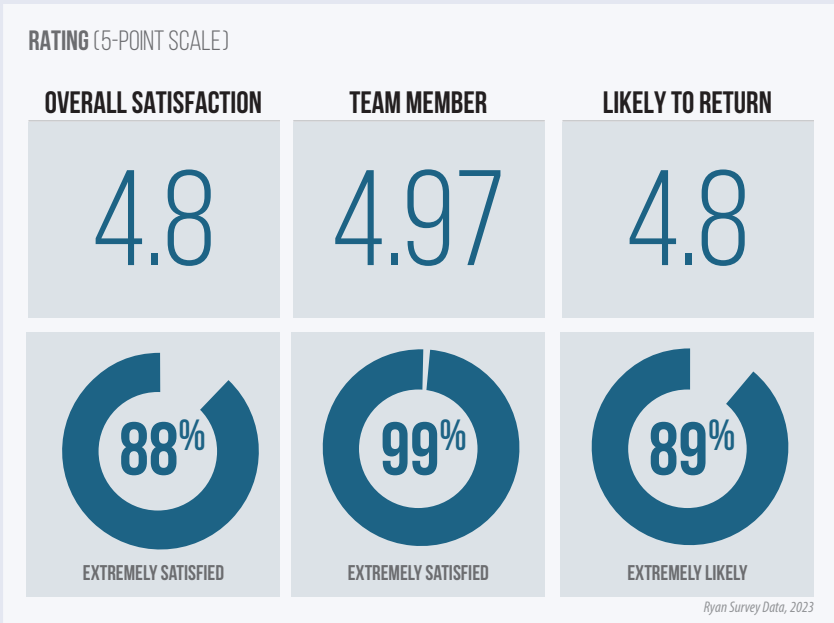 RATING (5-POINT SCALE)
OVERALL SATISFACTION
TEAM MEMBER
LIKELY TO RETURN
4.8
4.97
4.8
88%
99%
89%
EXTREMELY SATISFIED
EXTREMELY SATISFIED
EXTREMELY LIKELY
Ryan Survey Data, 2023